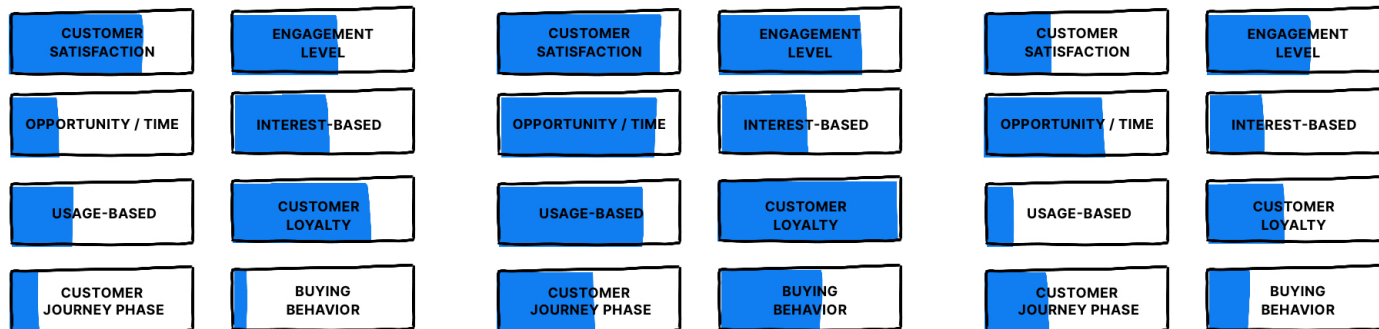 CUSTOMER
SATISFACTION
ENGAGEMENT
LEVEL
OPPORTUNITY / TIME
INTEREST-BASED
USAGE-BASED
CUSTOMER
LOYALTY
CUSTOMER
JOURNEY PHASE
BUYING
BEHAVIOR
CUSTOMER
SATISFACTION
ENGAGEMENT
LEVEL
OPPORTUNITY / TIME
INTEREST-BASED
USAGE-BASED
CUSTOMER
LOYALTY
CUSTOMER
JOURNEY PHASE
BUYING
BEHAVIOR
CUSTOMER
SATISFACTION
ENGAGEMENT
LEVEL
OPPORTUNITY / TIME
INTEREST-BASED
USAGE-BASED
CUSTOMER
LOYALTY
CUSTOMER
JOURNEY PHASE
BUYING
BEHAVIOR